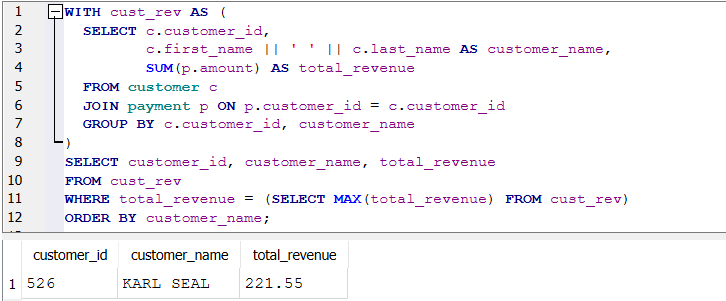 1 WITH cust_rev AS (
2 SELECT c.customer_id,
3 c.first_name || ' ' || c.last_name AS customer_name,
4 SUM(p.amount) AS total_revenue
5 FROM customer c
6 JOIN payment p ON p.customer_id = c.customer_id
7 GROUP BY c.customer_id, customer_name
8 )
9 SELECT customer_id, customer_name, total_revenue
10 FROM cust_rev
11 WHERE total_revenue = (SELECT MAX(total_revenue) FROM cust_rev)
12 ORDER BY customer_name;
customer_id customer_name total_revenue
1 526 KARL SEAL 221.55